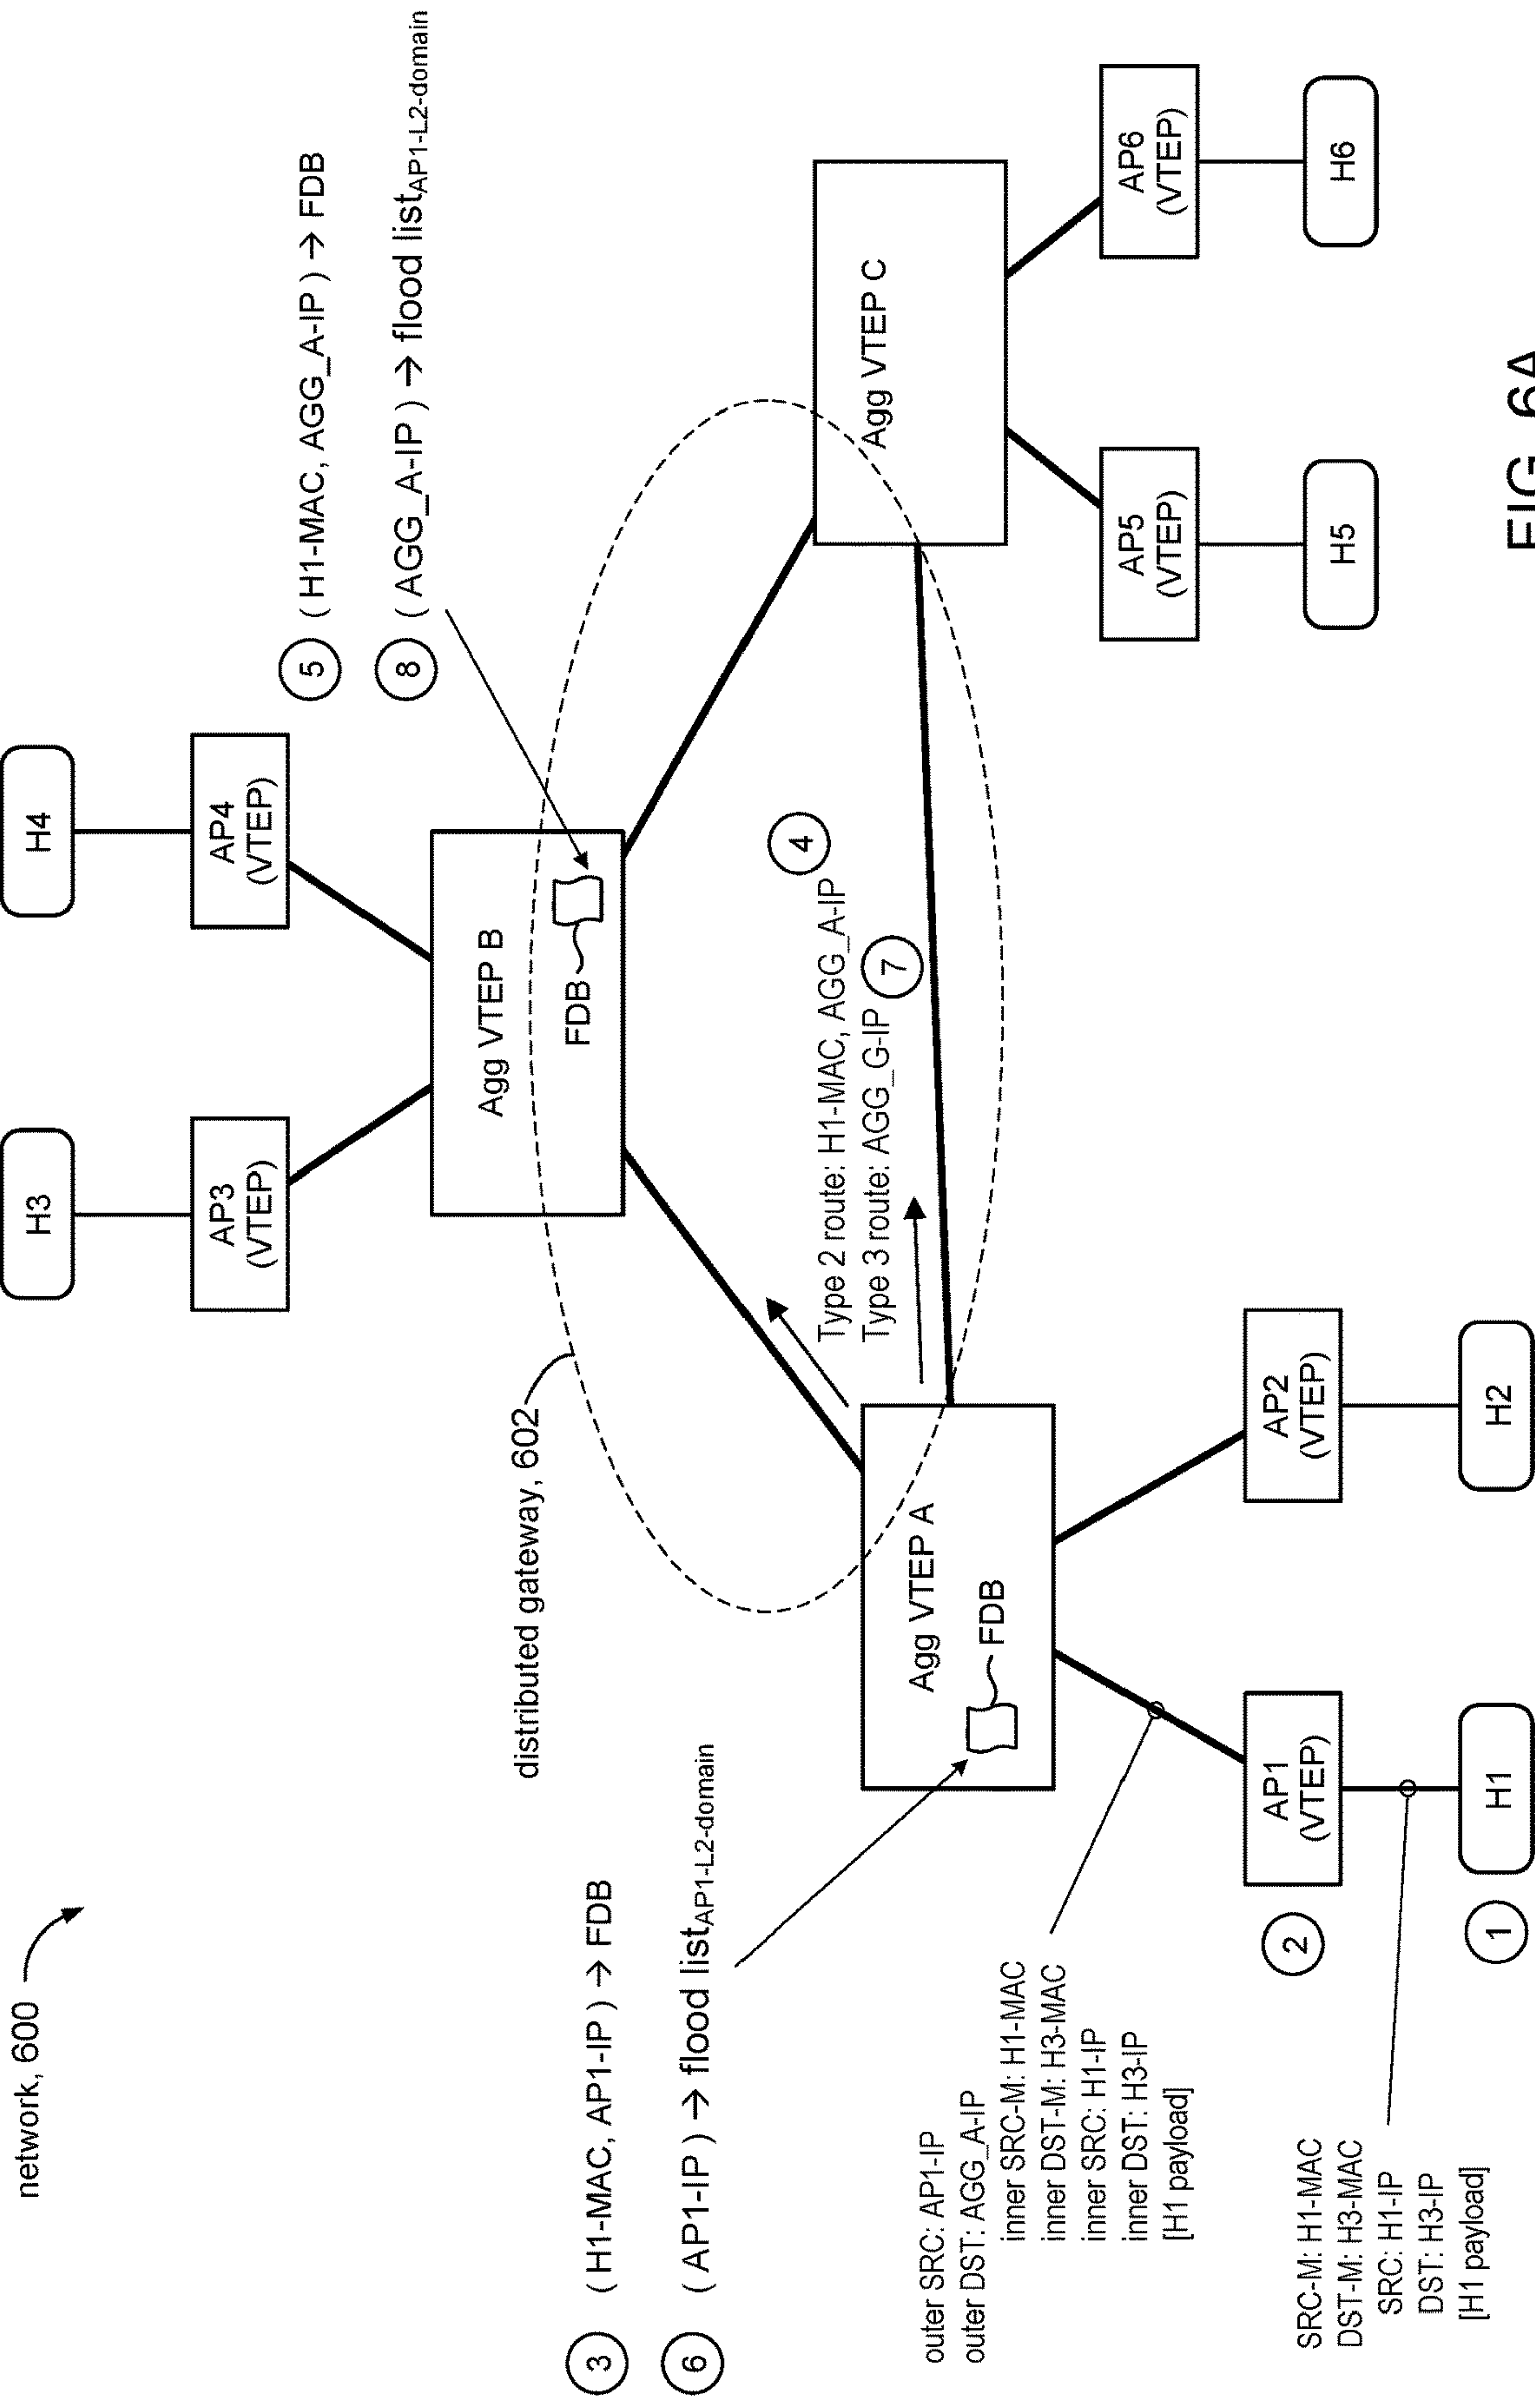 network, 600
H3
H4
AP3
(VTEP)
AP4
(VTEP)
5 ( H1-MAC, AGG_A-IP ) → FDB
8 ( AGG_A-IP ) → flood listAP1-L2-domain
Agg VTEP B
FDB
distributed gateway, 602
3 ( H1-MAC, AP1-IP ) → FDB
6 ( AP1-IP ) → flood listAP1-L2-domain
4
Type 2 route: H1-MAC, AGG_A-IP
Type 3 route: AGG_G-IP
7
Agg VTEP A
FDB
Agg VTEP C
outer SRC: AP1-IP
outer DST: AGG_A-IP
inner SRC-M: H1-MAC
inner DST-M: H3-MAC
inner SRC: H1-IP
inner DST: H3-IP
[H1 payload]
2
AP1
(VTEP)
AP2
(VTEP)
AP5
(VTEP)
AP6
(VTEP)
SRC-M: H1-MAC
DST-M: H3-MAC
SRC: H1-IP
DST: H3-IP
[H1 payload]
1
H1
H2
H5
H6
FIG. 6A